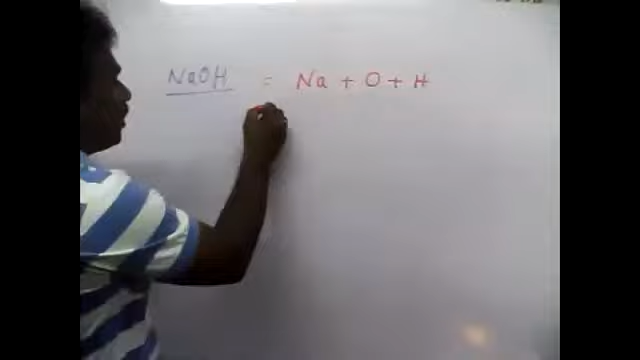 NaOH = Na + O + H